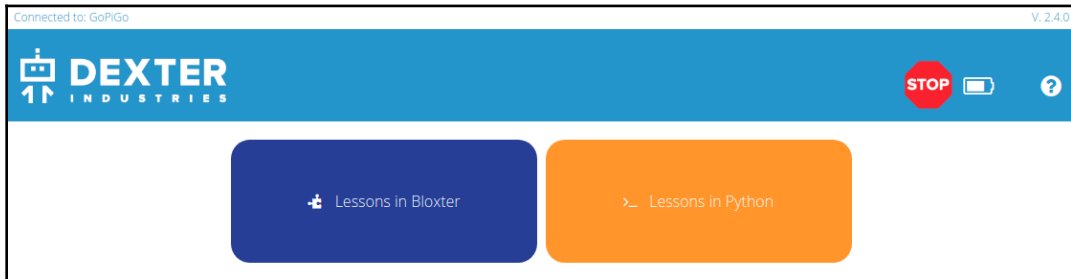 Connected to: GoPiGo
V. 2.4.0
DEXTER
INDUSTRIES
STOP
?
Lessons in Bloxter
>_ Lessons in Python